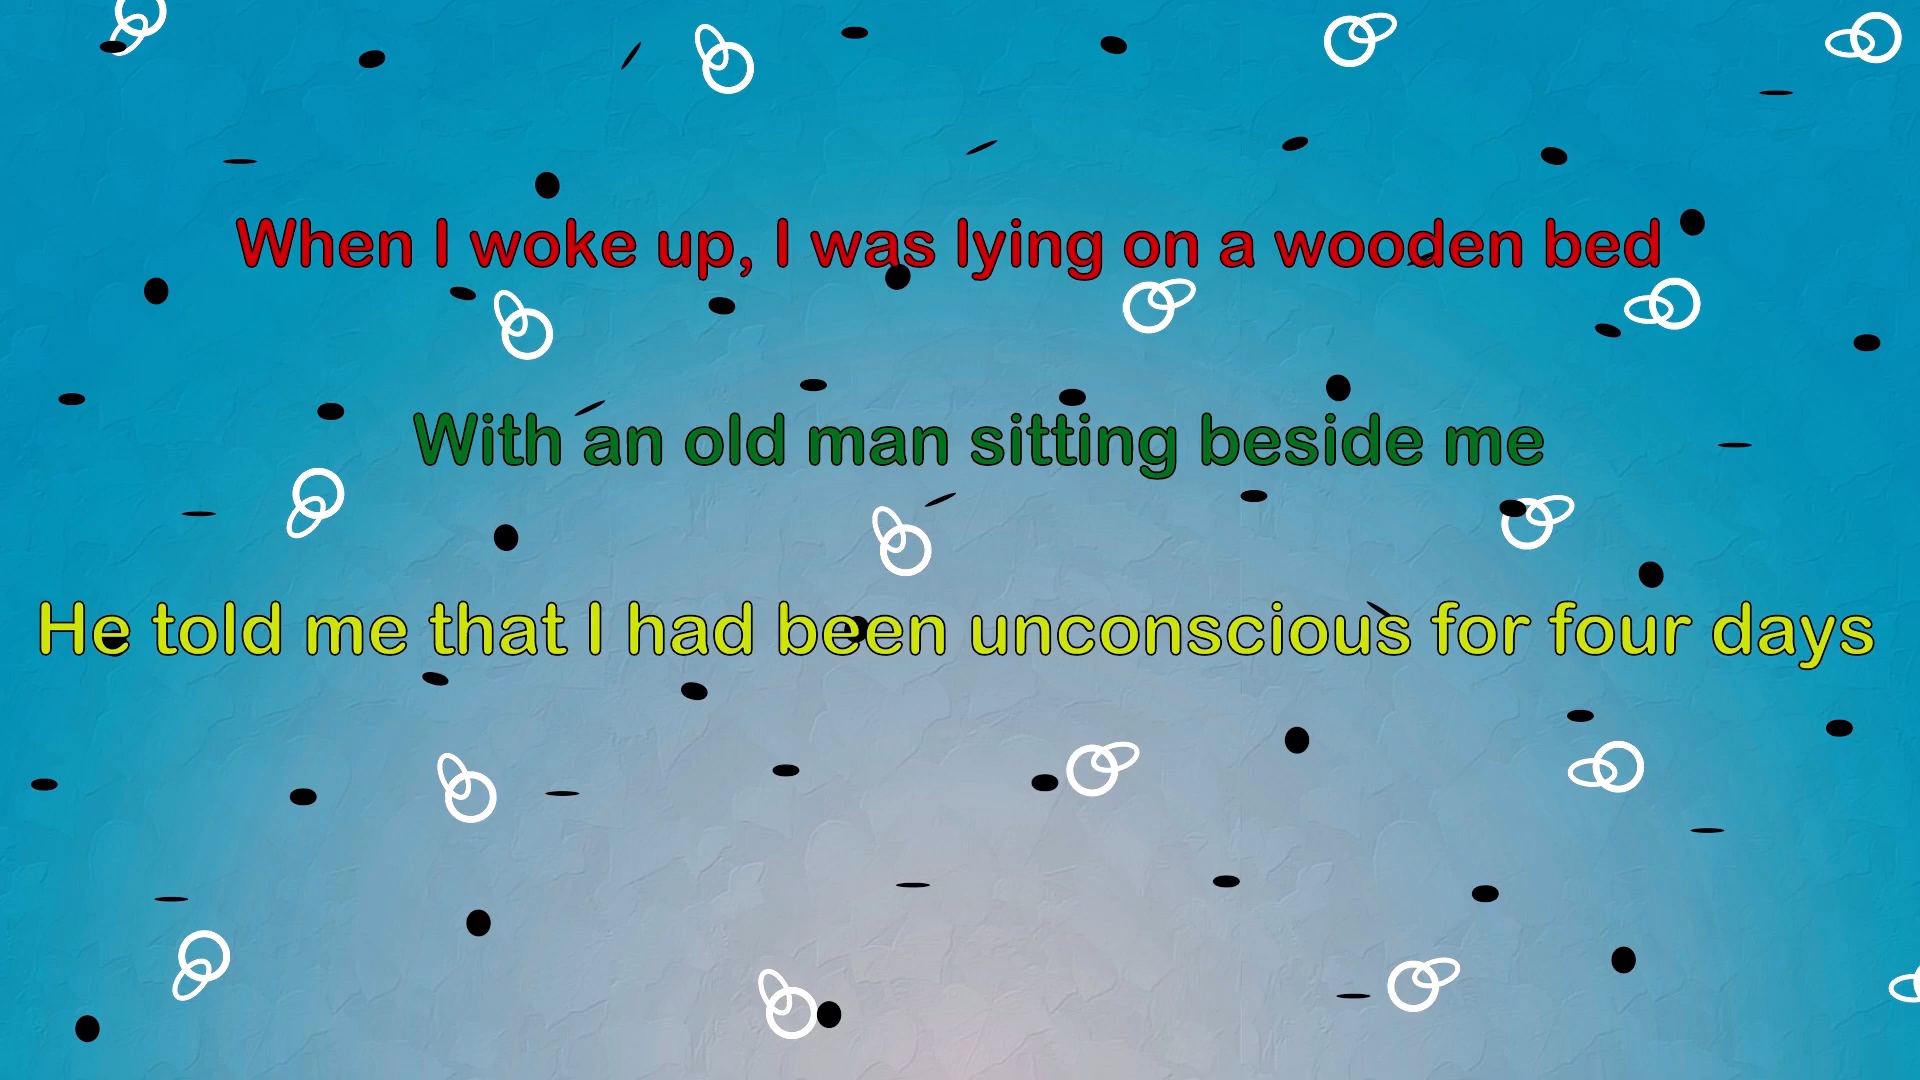 When I woke up, I was lying on a wooden bed
With an old man sitting beside me
He told me that I had been unconscious for four days